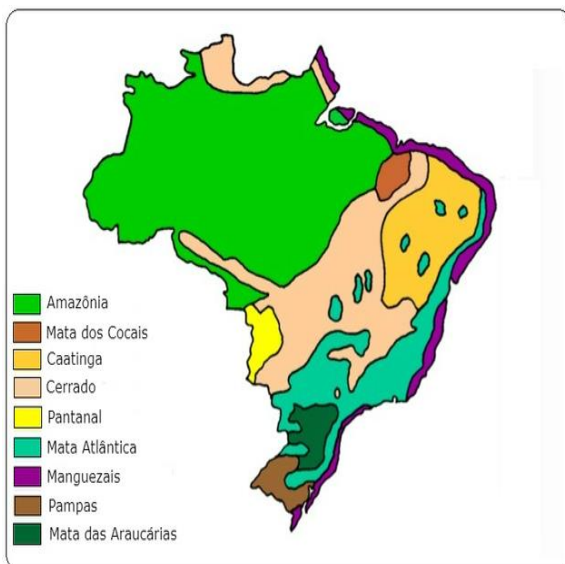 Amazônia
Mata dos Cocais
Caatinga
Cerrado
Pantanal
Mata Atlântica
Manguezais
Pampas
Mata das Araucárias